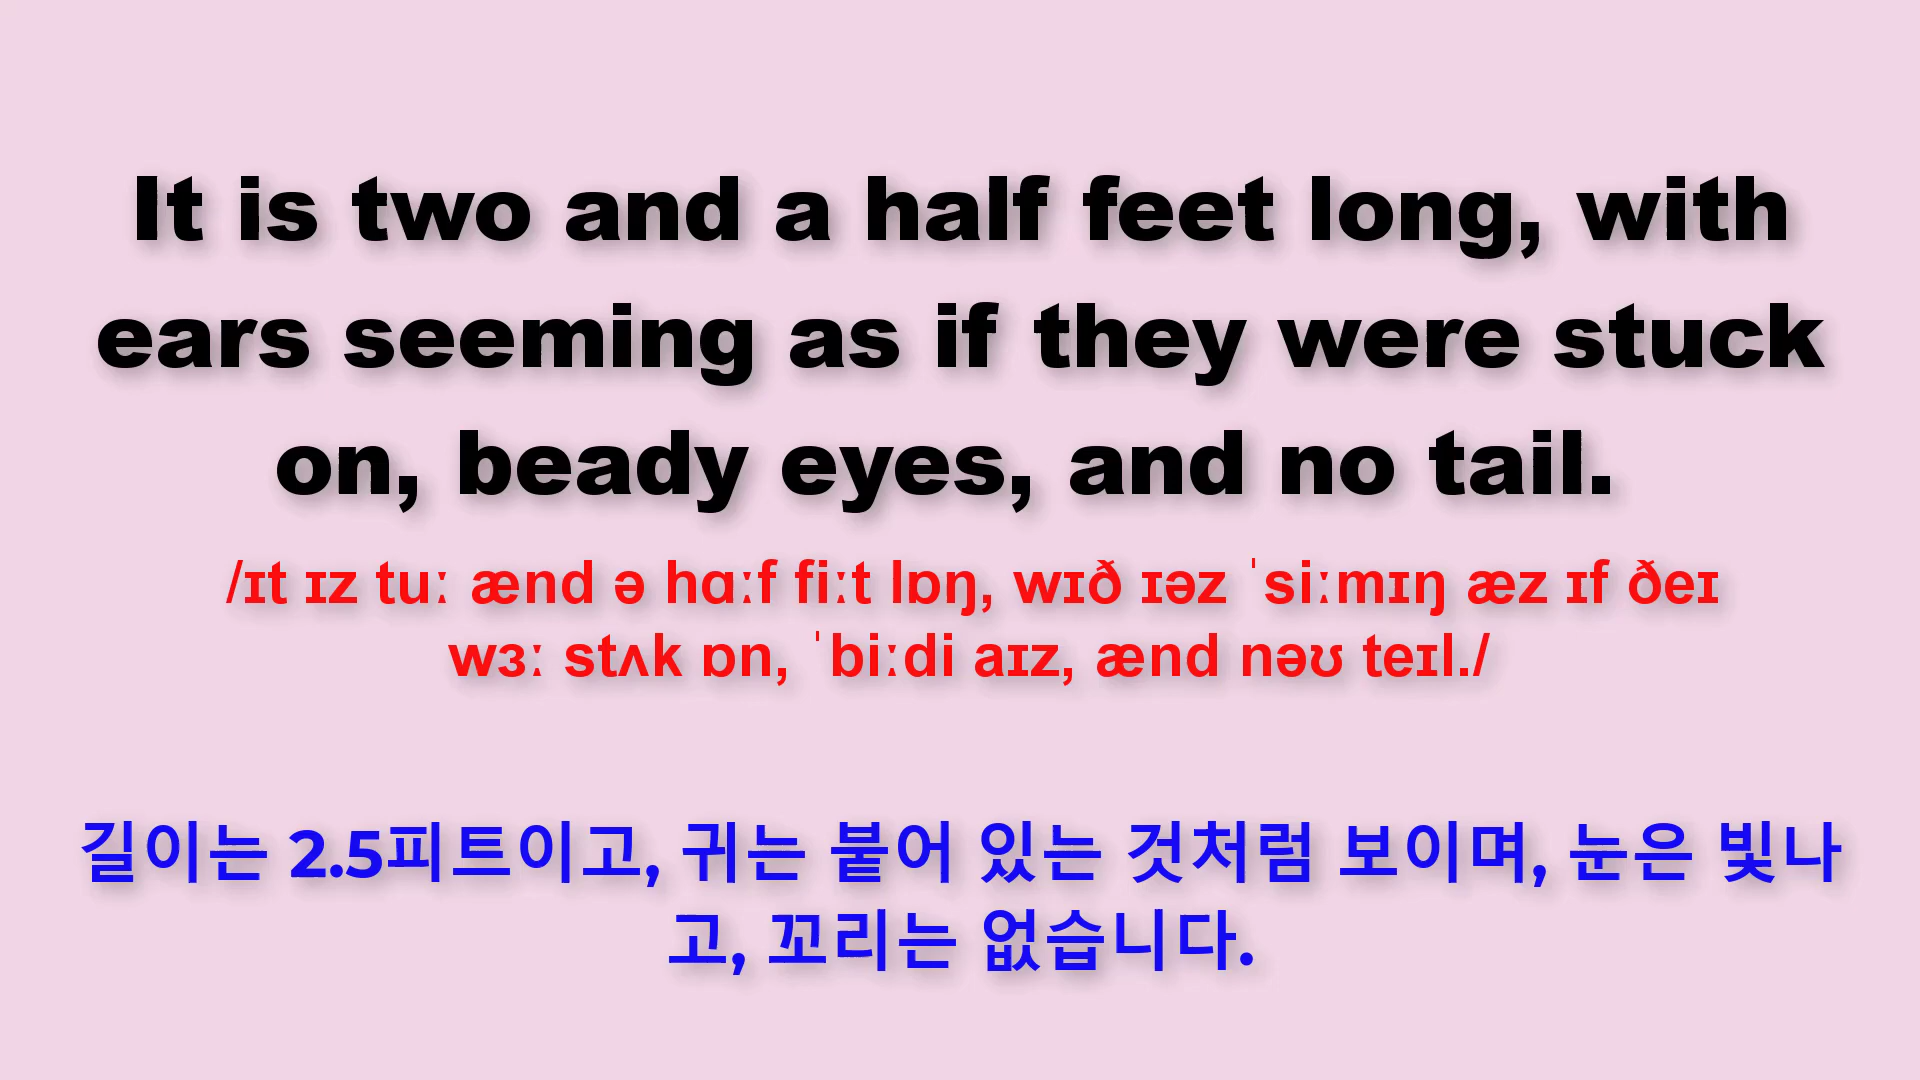 It is two and a half feet long, with
ears seeming as if they were stuck
on, beady eyes, and no tail.
/ɪt ɪz tuː ænd ə hɑːf fiːt lɒŋ, wɪð ɪəz ˈsiːmɪŋ æz ɪf ðeɪ
wɜː stʌk ɒn, ˈbiːdi aɪz, ænd nəʊ teɪl./
길이는 2.5피트이고, 귀는 붙어 있는 것처럼 보이며, 눈은 빛나
고, 꼬리는 없습니다.